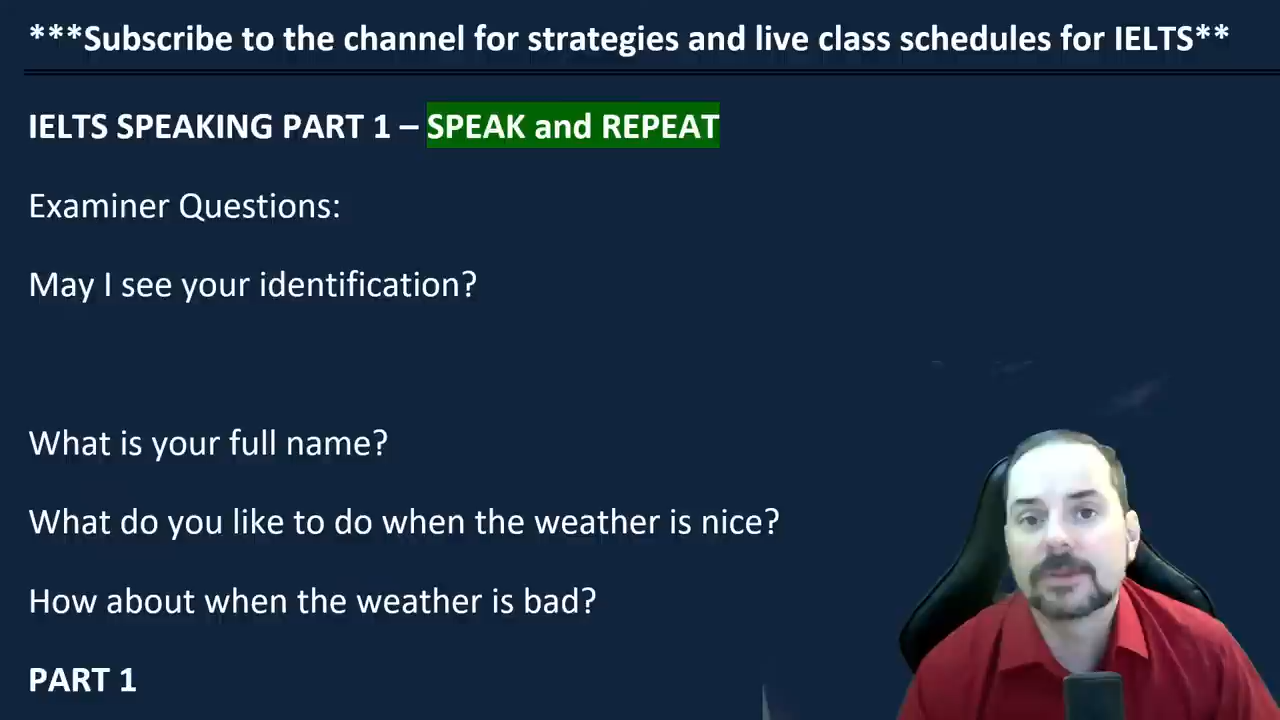 ***Subscribe to the channel for strategies and live class schedules for IELTS**
IELTS SPEAKING PART 1 – SPEAK and REPEAT
Examiner Questions:
May I see your identification?
What is your full name?
What do you like to do when the weather is nice?
How about when the weather is bad?
PART 1